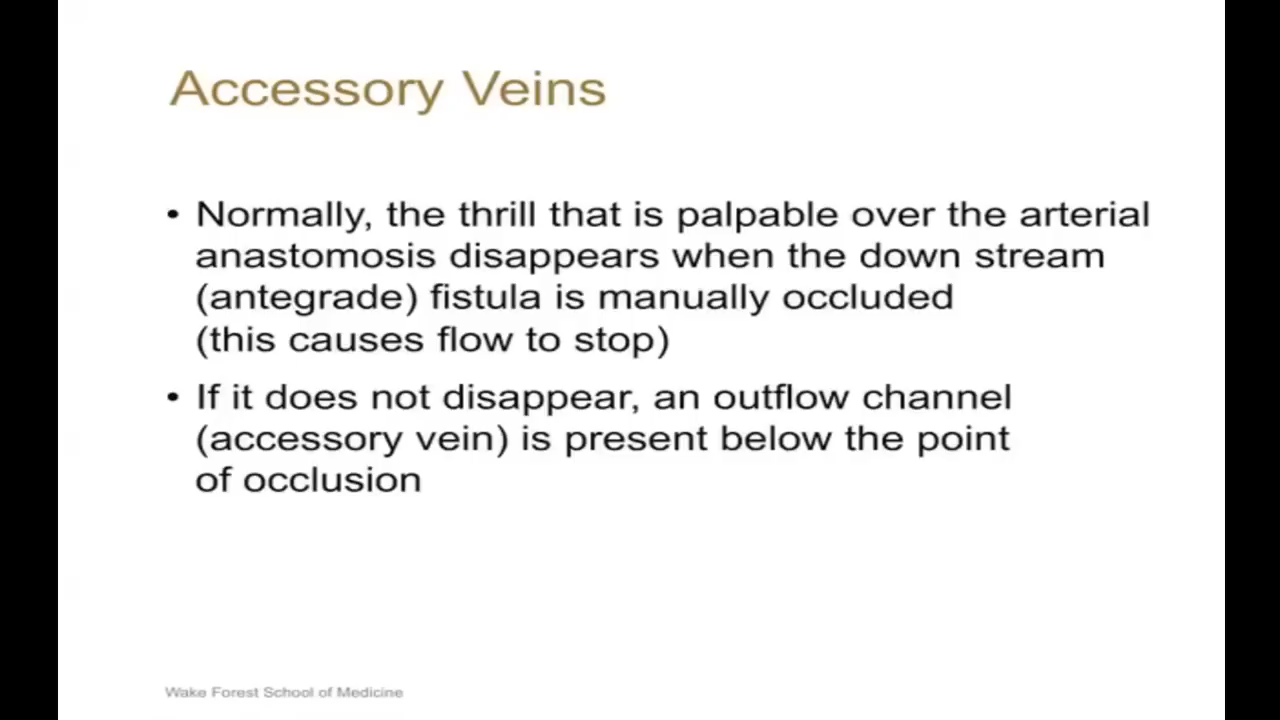 Accessory Veins
• Normally, the thrill that is palpable over the arterial
anastomosis disappears when the down stream
(antegrade) fistula is manually occluded
(this causes flow to stop)
• If it does not disappear, an outflow channel
(accessory vein) is present below the point
of occlusion
Wake Forest School of Medicine